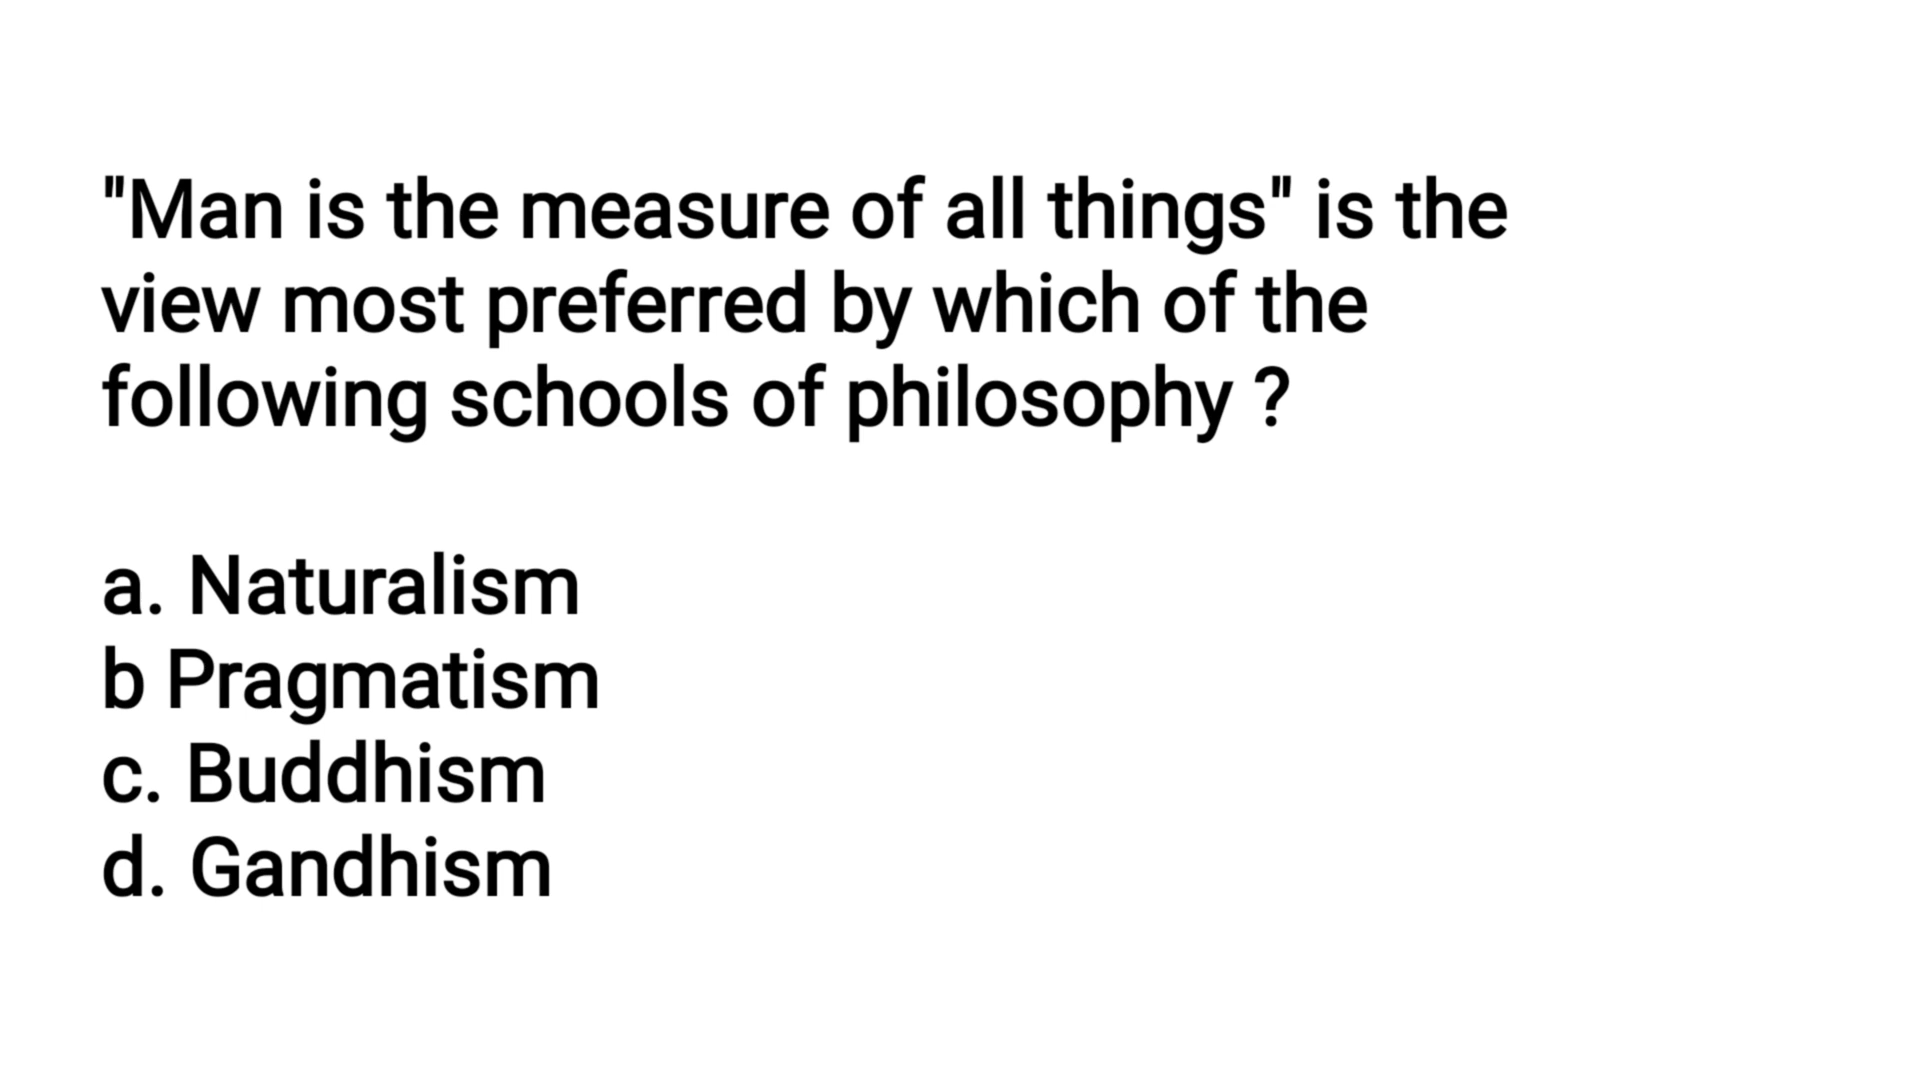 "Man is the measure of all things" is the
view most preferred by which of the
following schools of philosophy ?
a. Naturalism
b Pragmatism
c. Buddhism
d. Gandhism